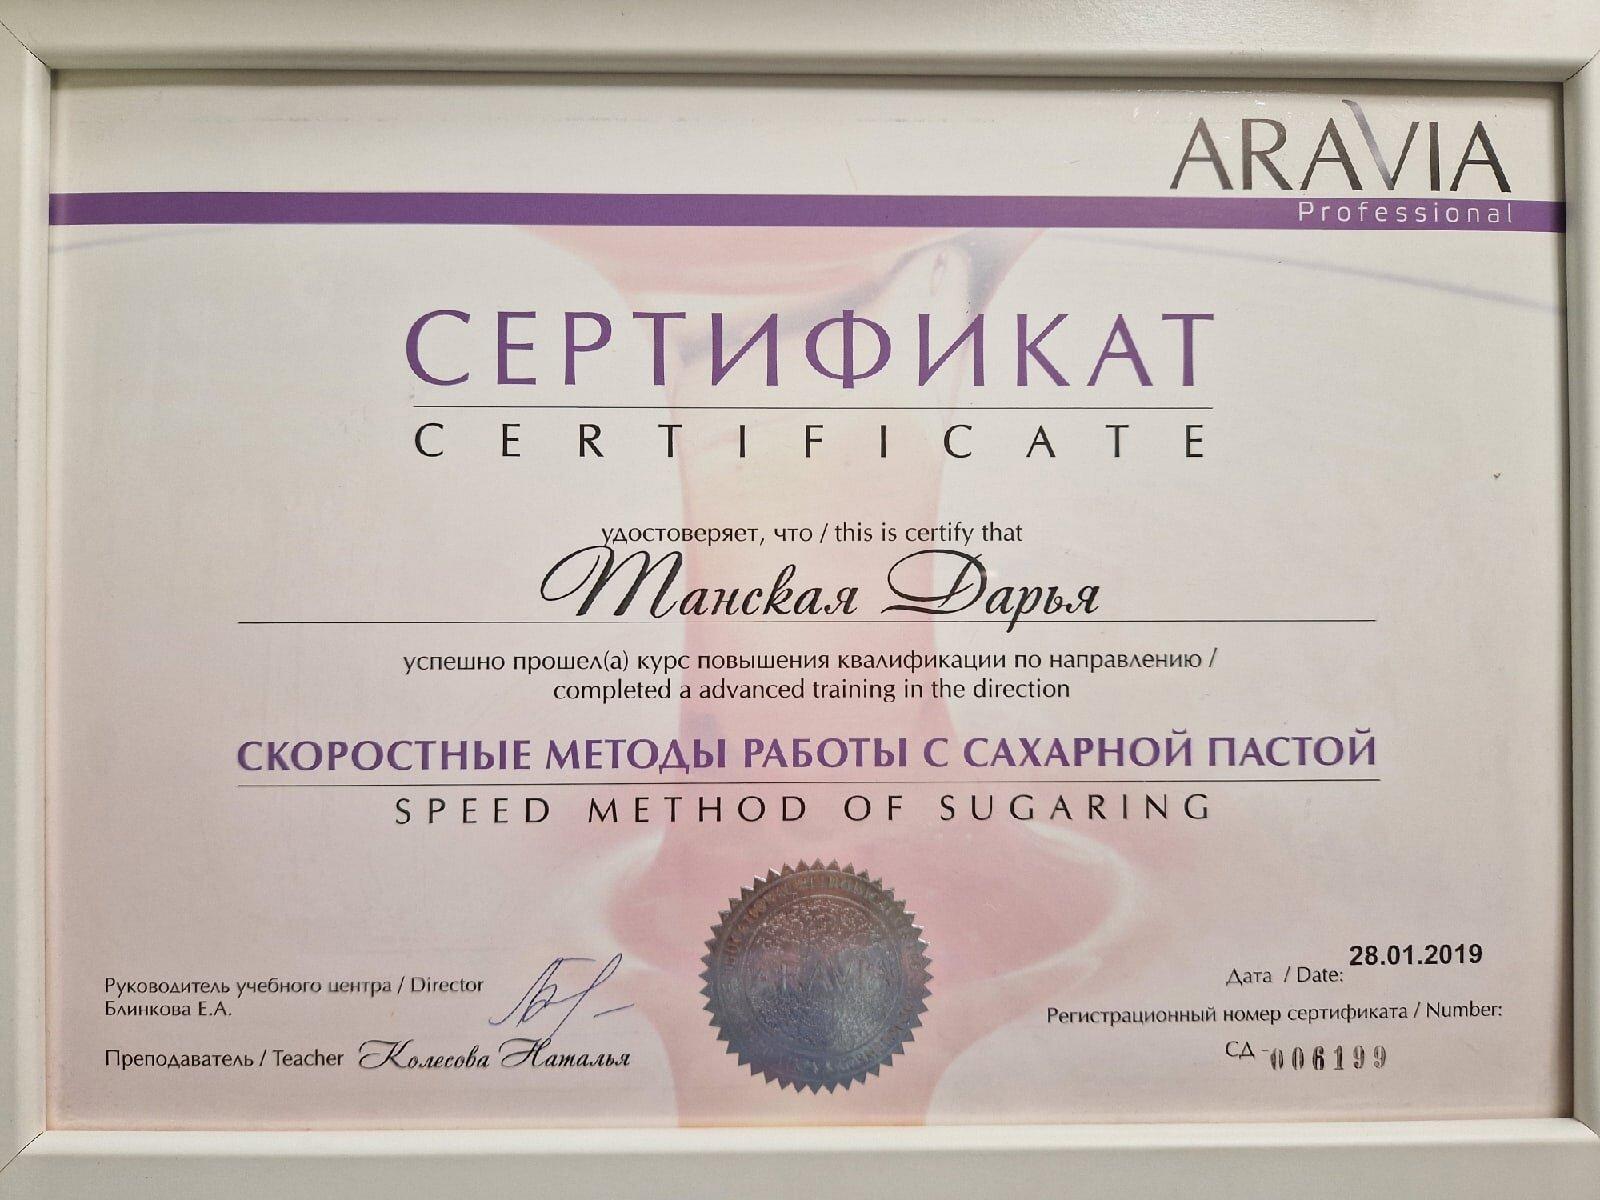 ARAVIA
Professional
СЕРТИФИКАТ
CERTIFICATE
удостоверяет, что / this is certify that
Танская Дарья
успешно прошел(а) курс повышения квалификации по направлению /
completed a advanced training in the direction
СКОРОСТНЫЕ МЕТОДЫ РАБОТЫ С САХАРНОЙ ПАСТОЙ
SPEED METHOD OF SUGARING
Руководитель учебного центра / Director
Блинкова Е.А.
Преподаватель / Teacher Колесова Наталья
ARAVIA
28.01.2019
Дата / Date:
Регистрационный номер сертификата / Number:
СД - 006199